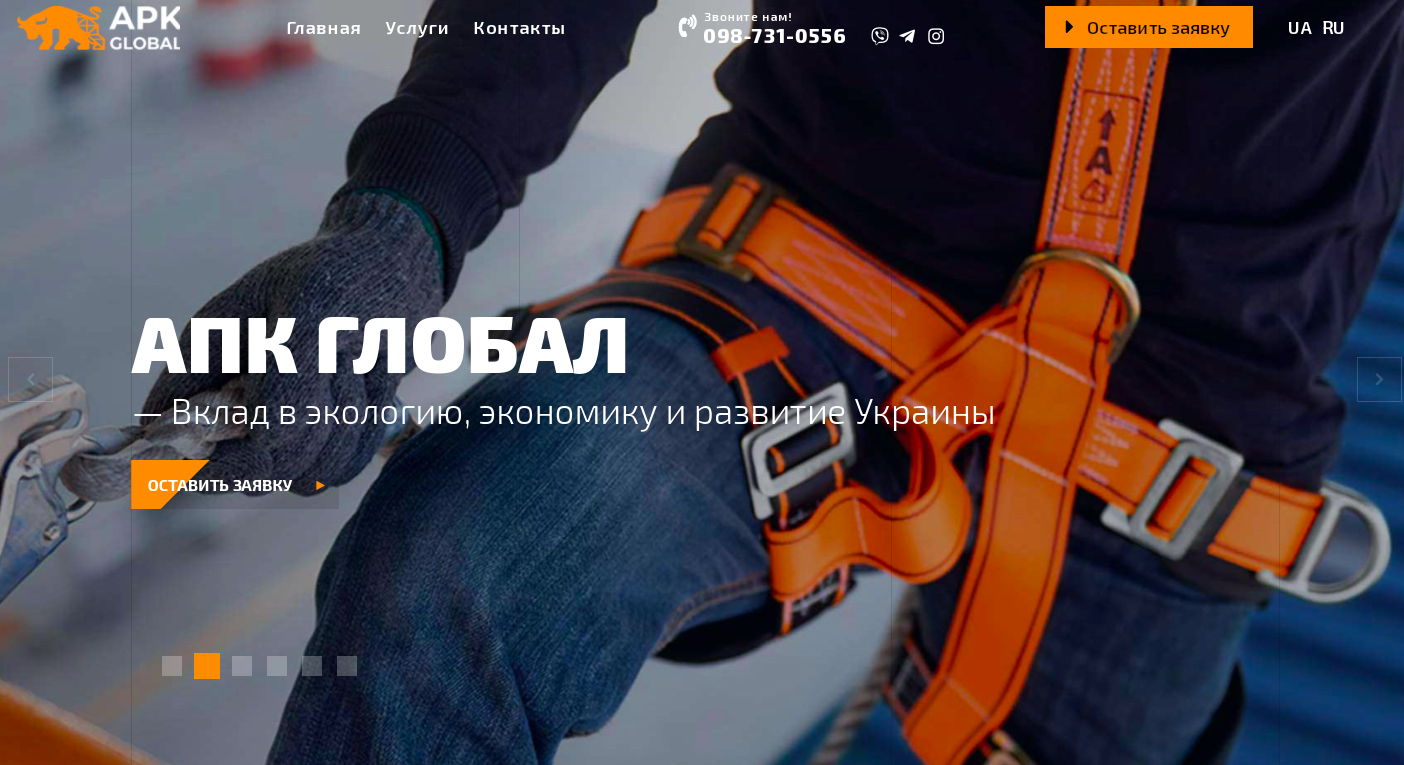 APK
GLOBAL
Главная
Услуги
Контакты
Звоните нам!
098-731-0556
Оставить заявку
UA RU
A
АПК ГЛОБАЛ
— Вклад в экологию, экономику и развитие Украины
ОСТАВИТЬ ЗАЯВКУ